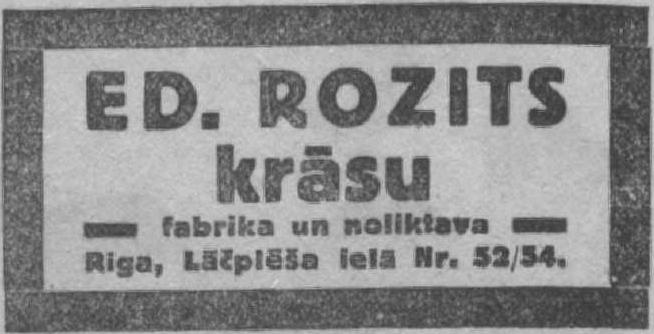 ED. ROZITS
krāsu
fabrika un noliktava
Riga, Lāčplēša ielā Nr. 52/54.